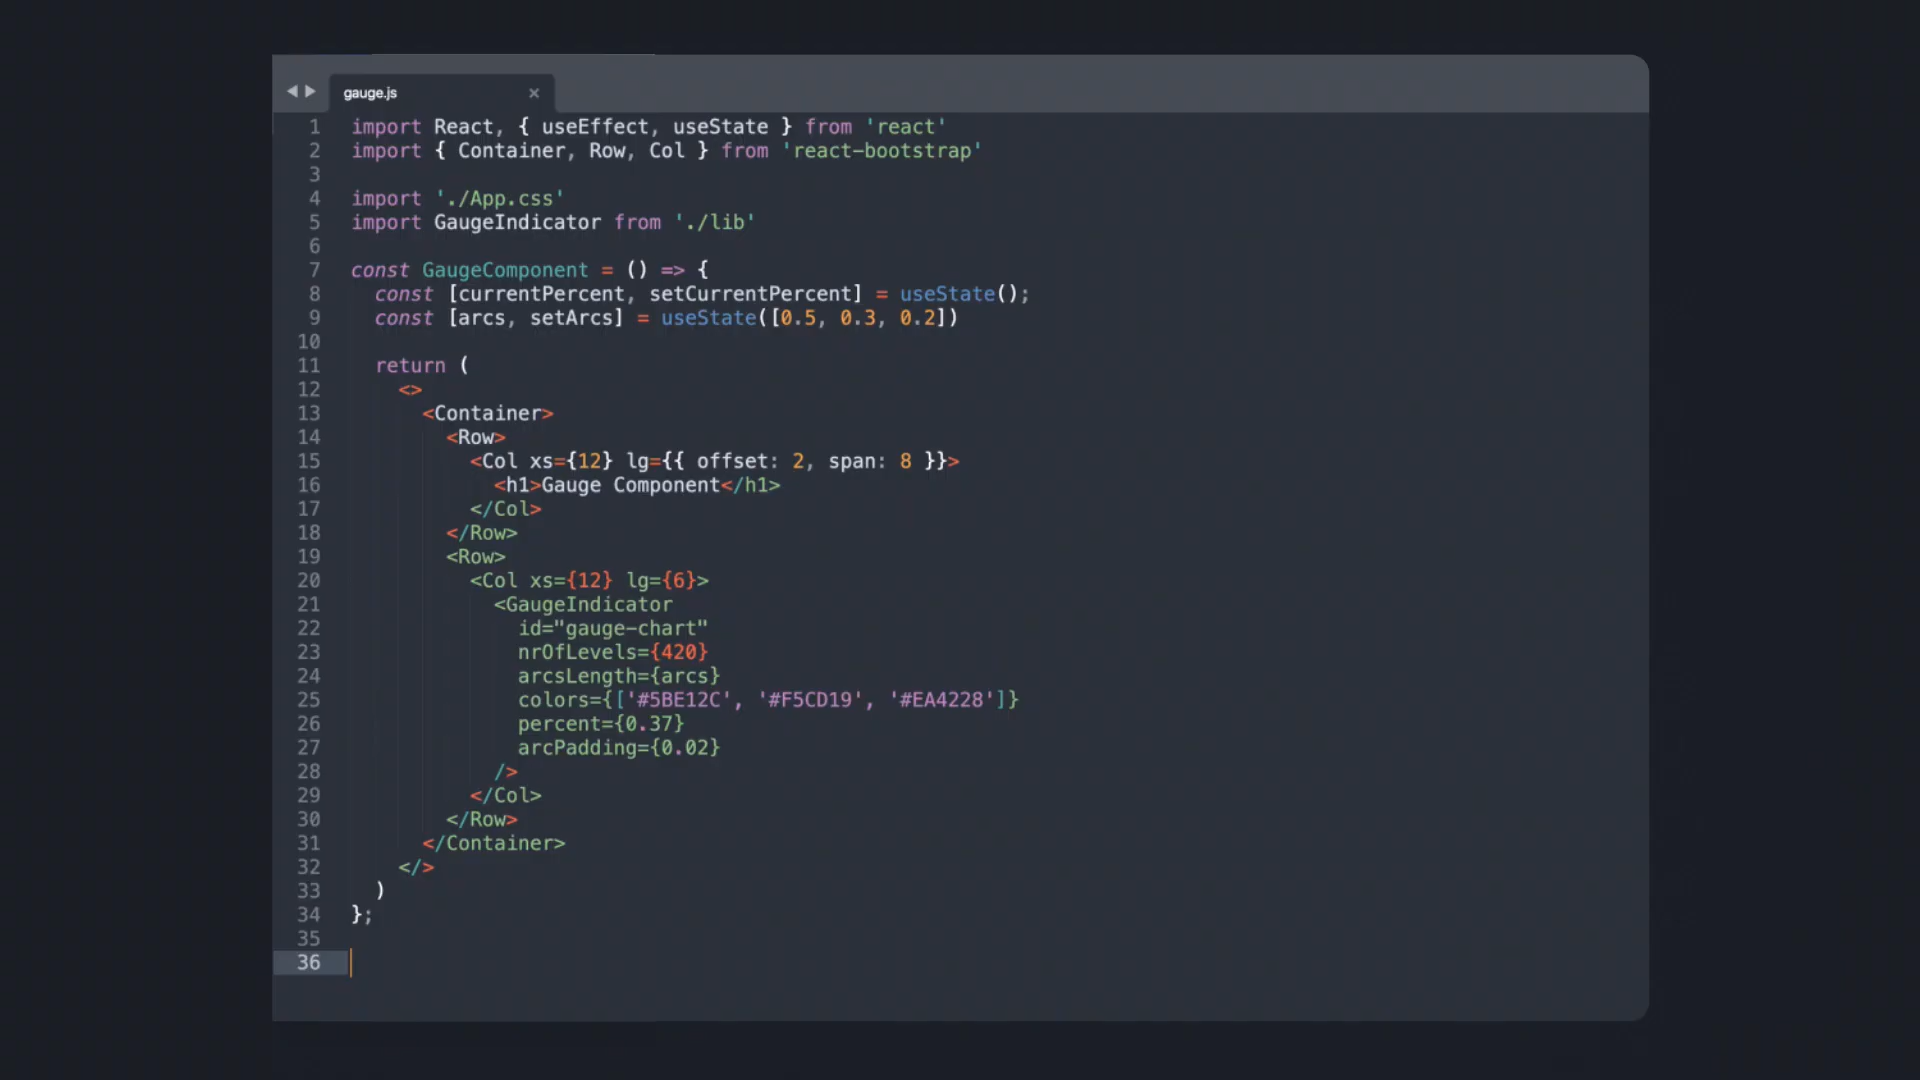 gauge.js
1 import React, { useEffect, useState } from 'react'
2 import { Container, Row, Col } from 'react-bootstrap'
3
4 import './App.css'
5 import GaugeIndicator from './lib'
6
7 const GaugeComponent = () => {
8   const [currentPercent, setCurrentPercent] = useState();
9   const [arcs, setArcs] = useState([0.5, 0.3, 0.2])
10
11   return (
12     <>
13       <Container>
14         <Row>
15           <Col xs={12} lg={{ offset: 2, span: 8 }}>
16             <h1>Gauge Component</h1>
17           </Col>
18         </Row>
19         <Row>
20           <Col xs={12} lg={6}>
21             <GaugeIndicator
22               id="gauge-chart"
23               nrOfLevels={420}
24               arcsLength={arcs}
25               colors={['#5BE12C', '#F5CD19', '#EA4228']}
26               percent={0.37}
27               arcPadding={0.02}
28             />
29           </Col>
30         </Row>
31       </Container>
32     </>
33   )
34 };
35
36